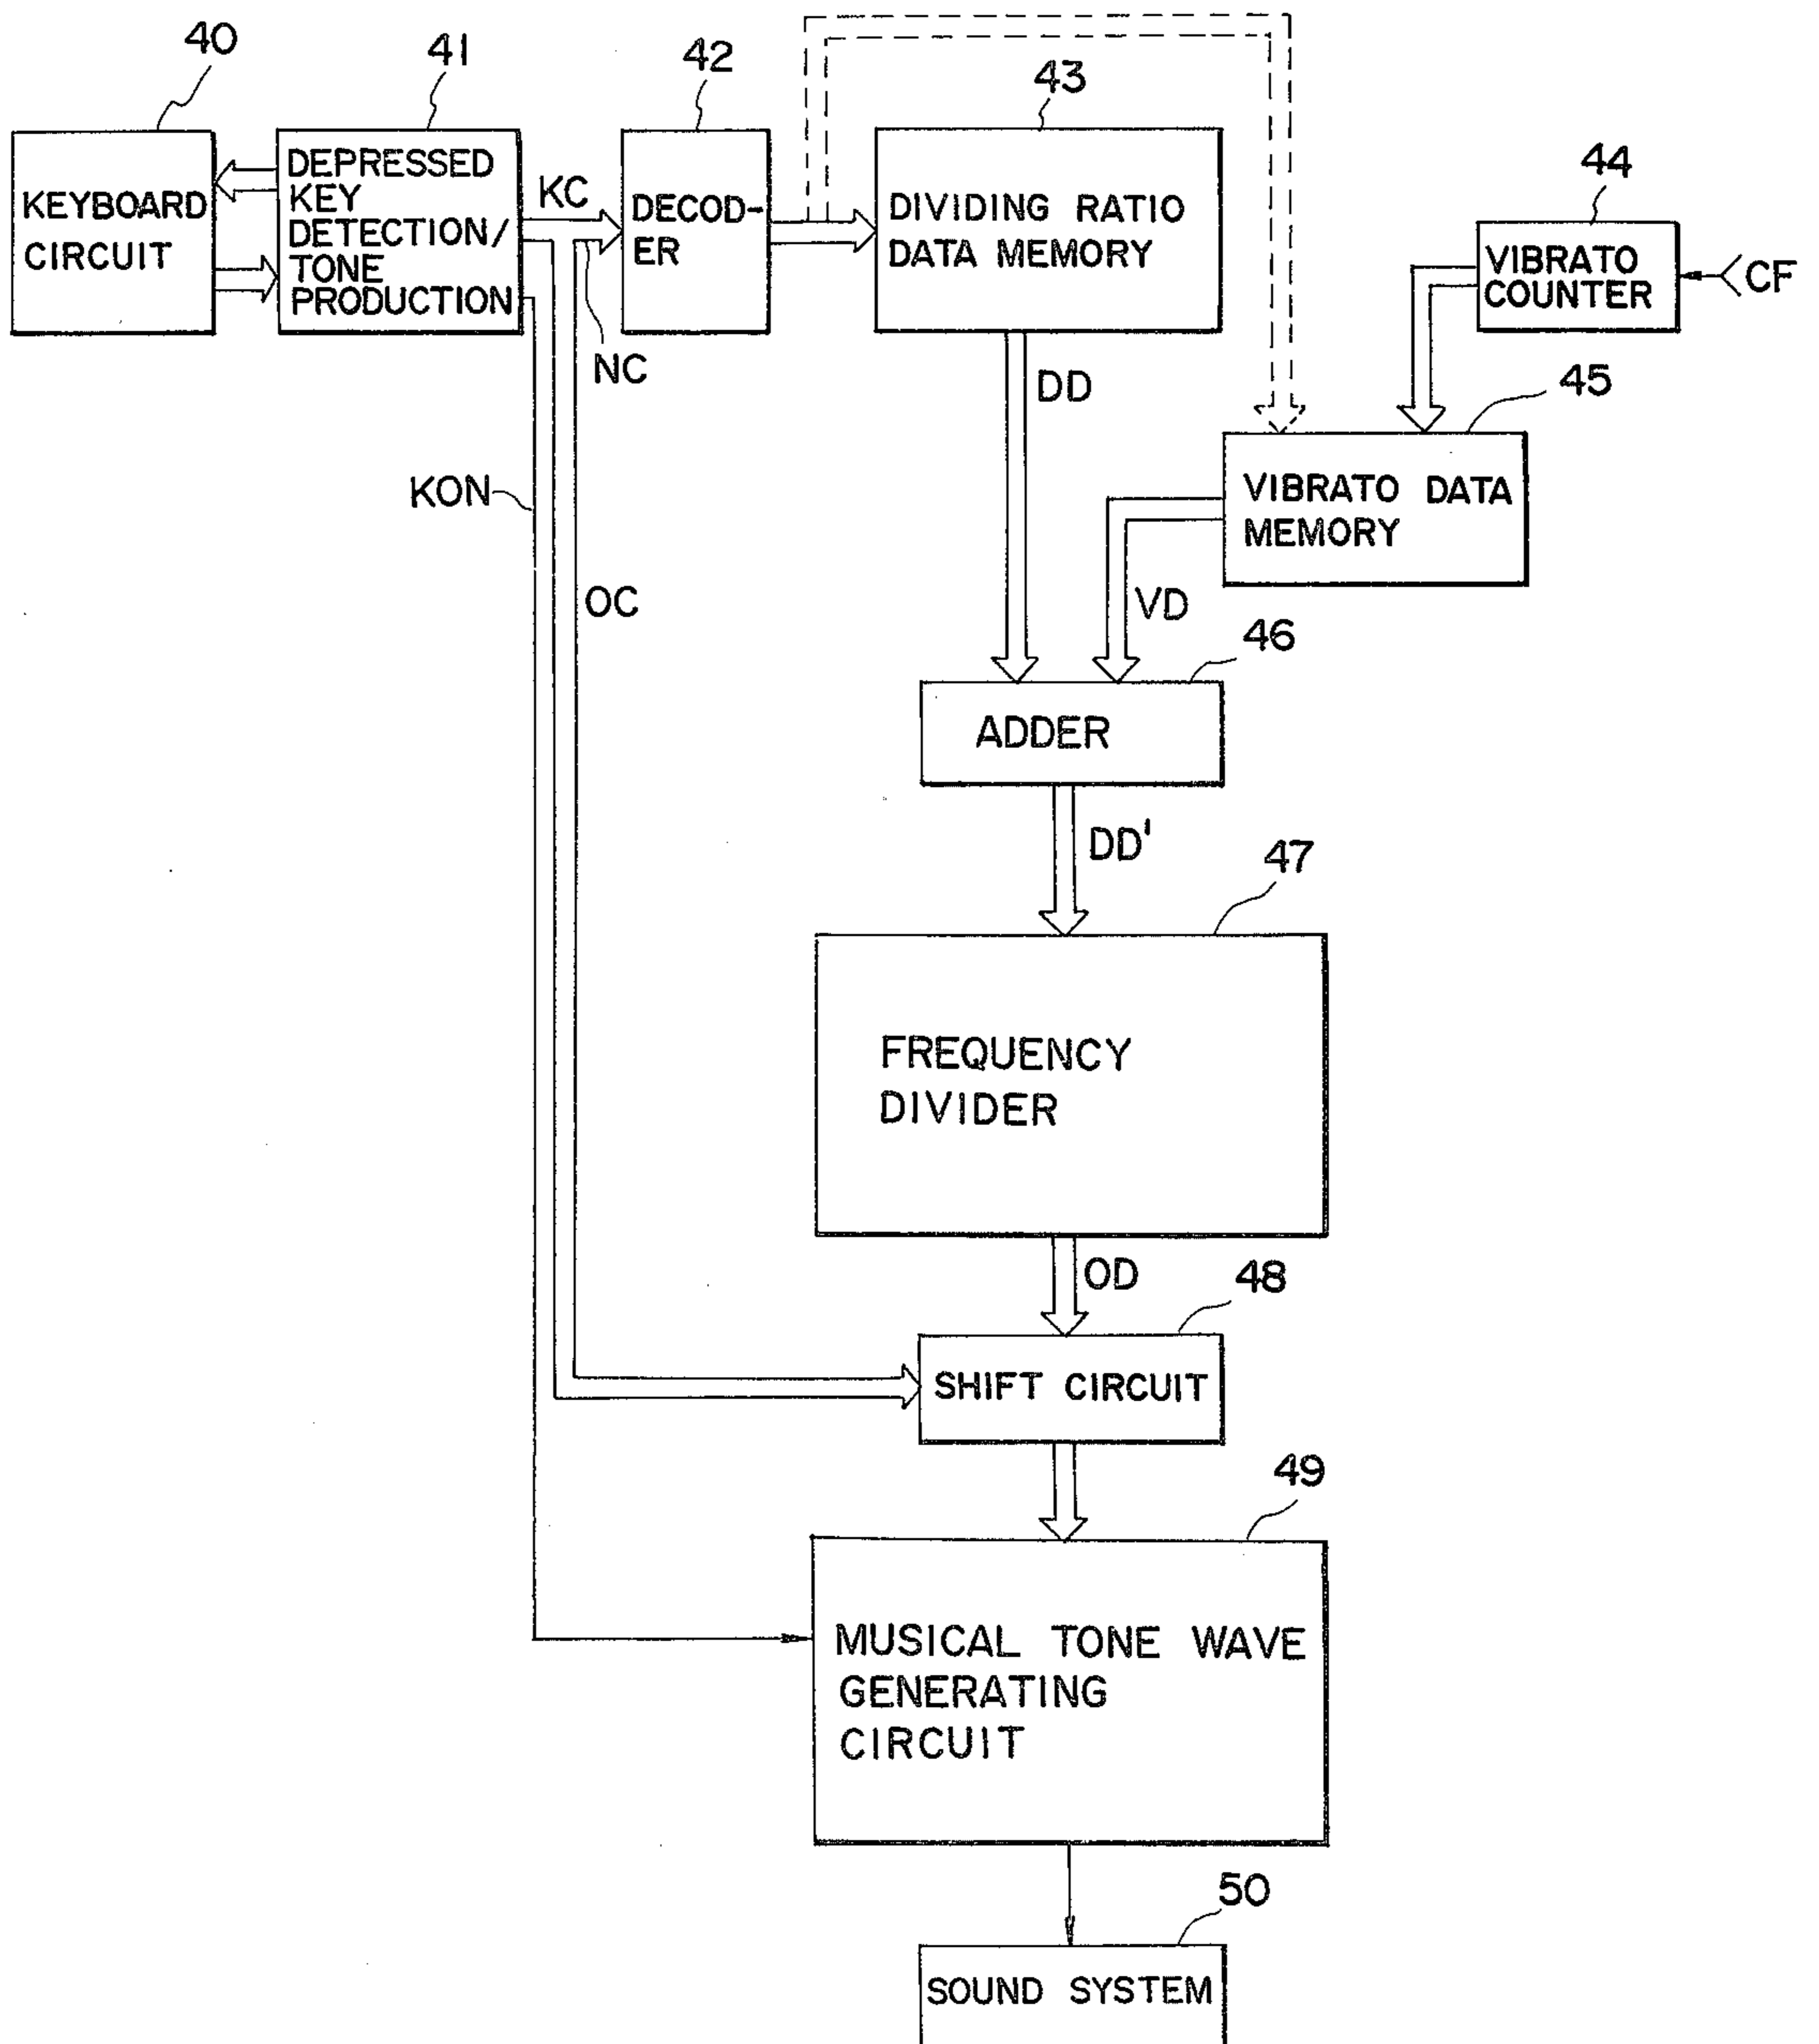 40
41
42
43
44
KEYBOARD
CIRCUIT
DEPRESSED
KEY
DETECTION/
TONE
PRODUCTION
KC
NC
DECOD-
ER
DIVIDING RATIO
DATA MEMORY
VIBRATO
COUNTER
CF
DD
45
VIBRATO DATA
MEMORY
KON
OC
VD
46
ADDER
DD'
47
FREQUENCY
DIVIDER
OD
48
SHIFT CIRCUIT
49
MUSICAL TONE WAVE
GENERATING
CIRCUIT
50
SOUND SYSTEM